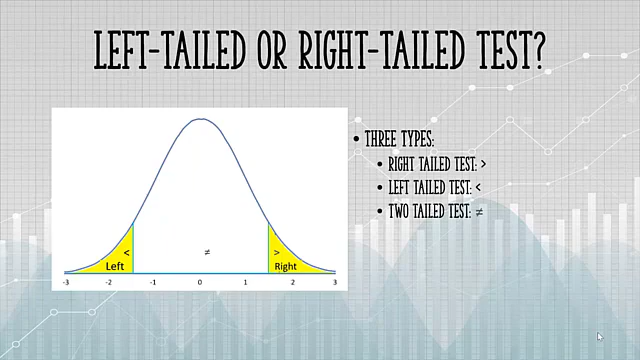 LEFT-TAILED OR RIGHT-TAILED TEST?
• THREE TYPES:
• RIGHT TAILED TEST: >
• LEFT TAILED TEST: <
• TWO TAILED TEST: ≠
< ≠ >
Left Right
-3 -2 -1 0 1 2 3